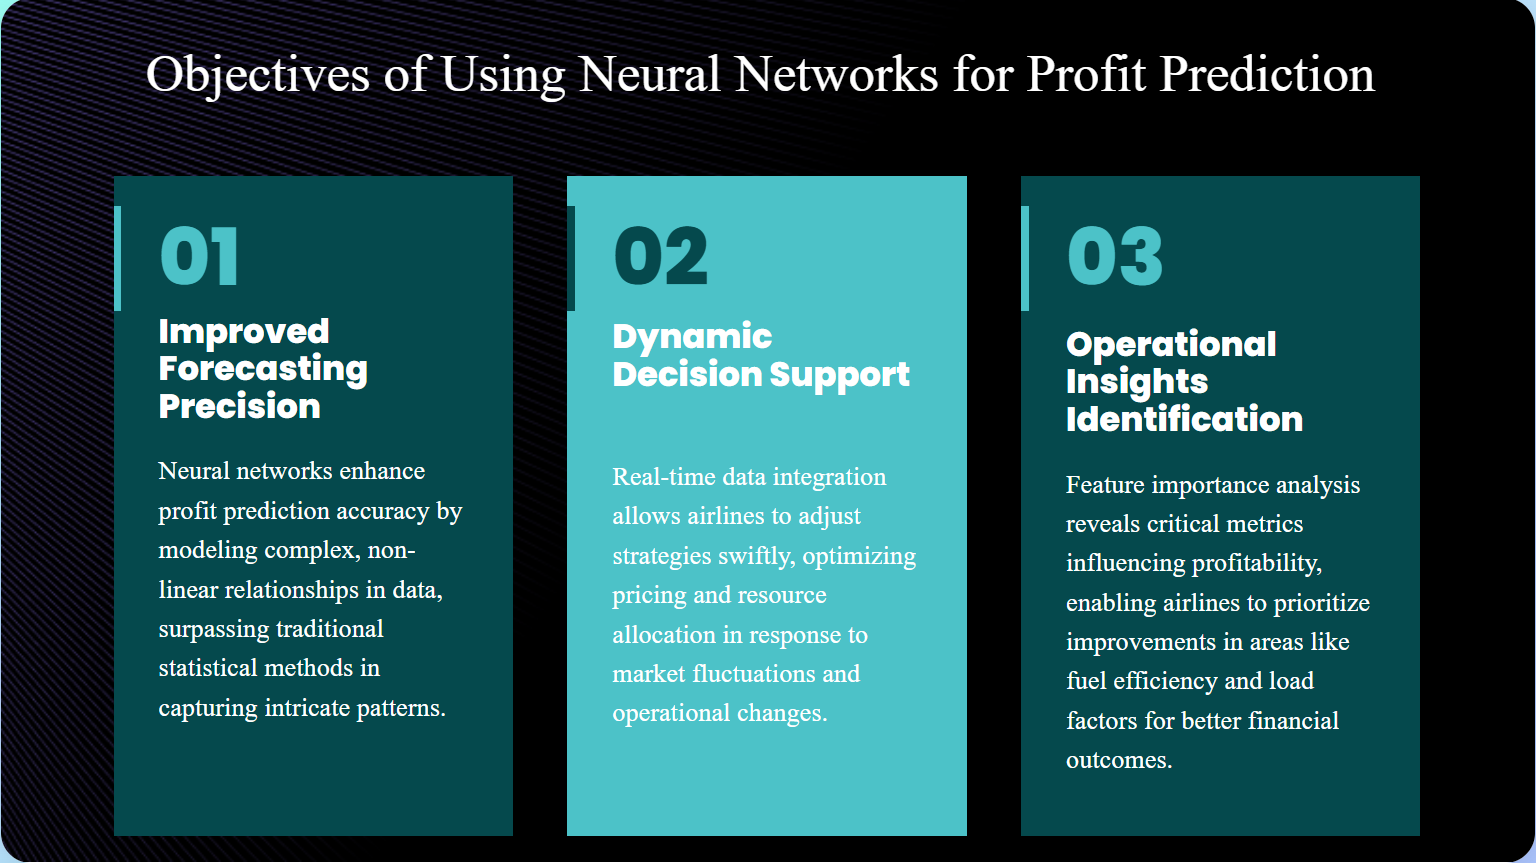 Objectives of Using Neural Networks for Profit Prediction
01
Improved
Forecasting
Precision
Neural networks enhance
profit prediction accuracy by
modeling complex, non-
linear relationships in data,
surpassing traditional
statistical methods in
capturing intricate patterns.
02
Dynamic
Decision Support
Real-time data integration
allows airlines to adjust
strategies swiftly, optimizing
pricing and resource
allocation in response to
market fluctuations and
operational changes.
03
Operational
Insights
Identification
Feature importance analysis
reveals critical metrics
influencing profitability,
enabling airlines to prioritize
improvements in areas like
fuel efficiency and load
factors for better financial
outcomes.